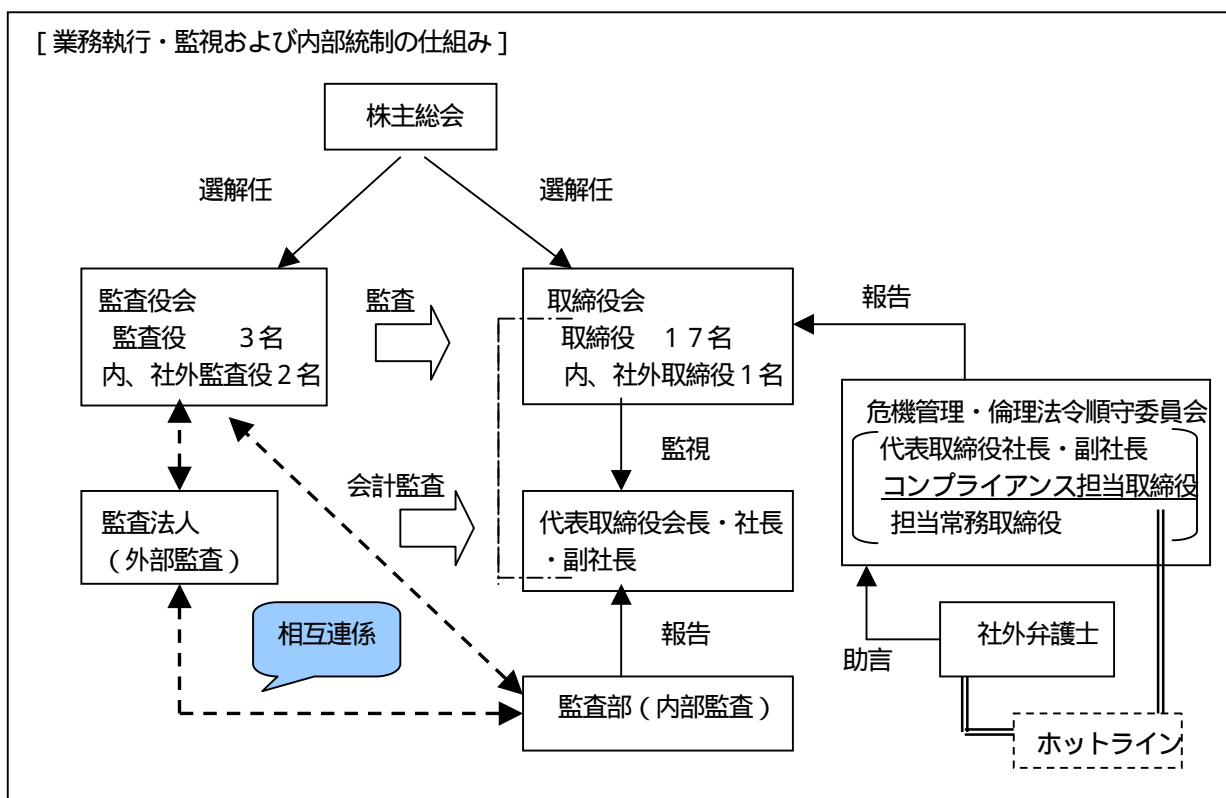 [ 業務執行・監視および内部統制の仕組み ]
株主総会
選解任
選解任
監査役会
監査役　　３名
内、社外監査役２名
監査
取締役会
取締役　１７名
内、社外取締役１名
報告
危機管理・倫理法令順守委員会
代表取締役社長・副社長
コンプライアンス担当取締役
担当常務取締役
監視
会計監査
監査法人
（外部監査）
代表取締役会長・社長
・副社長
相互連係
報告
社外弁護士
助言
監査部（内部監査）
ホットライン